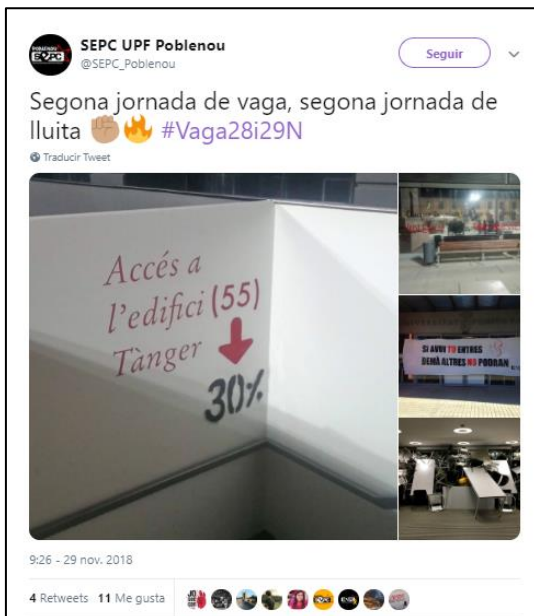 SEPC UPF Poblenou
@SEPC_Poblenou
Seguir
Segona jornada de vaga, segona jornada de
lluita #Vaga28i29N
Traducir Tweet
Accés a
l'edifici (55)
Tànger
30%
SI AVUI TU ENTRES
DEMÀ ALTRES NO PODRAN
9:26 - 29 nov. 2018
4 Retweets 11 Me gusta